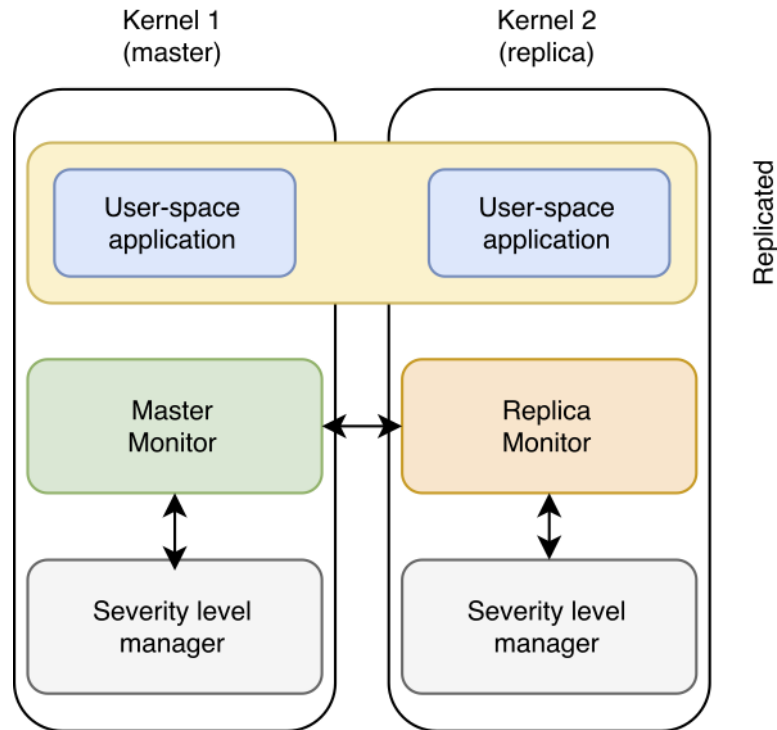 Kernel 1
(master)
Kernel 2
(replica)
User-space
application
User-space
application
Replicated
Master
Monitor
Replica
Monitor
Severity level
manager
Severity level
manager